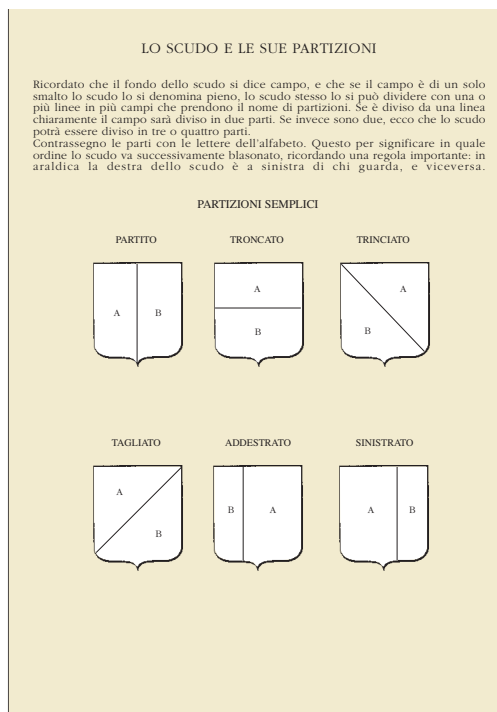 LO SCUDO E LE SUE PARTIZIONI
Ricordato che il fondo dello scudo si dice campo, e che se il campo è di un solo
smalto lo scudo lo si denomina pieno, lo scudo stesso lo si può dividere con una o
più linee in più campi che prendono il nome di partizioni. Se è diviso da una linea
chiaramente il campo sarà diviso in due parti. Se invece sono due, ecco che lo scudo
potrà essere diviso in tre o quattro parti.
Contrassegno le parti con le lettere dell'alfabeto. Questo per significare in quale
ordine lo scudo va successivamente blasonato, ricordando una regola importante: in
araldica la destra dello scudo è a sinistra di chi guarda, e viceversa.
PARTIZIONI SEMPLICI
PARTITO TRONCATO TRINCIATO
A B
A
B
A
B
TAGLIATO ADDESTRATO SINISTRATO
A
B
B A
A B